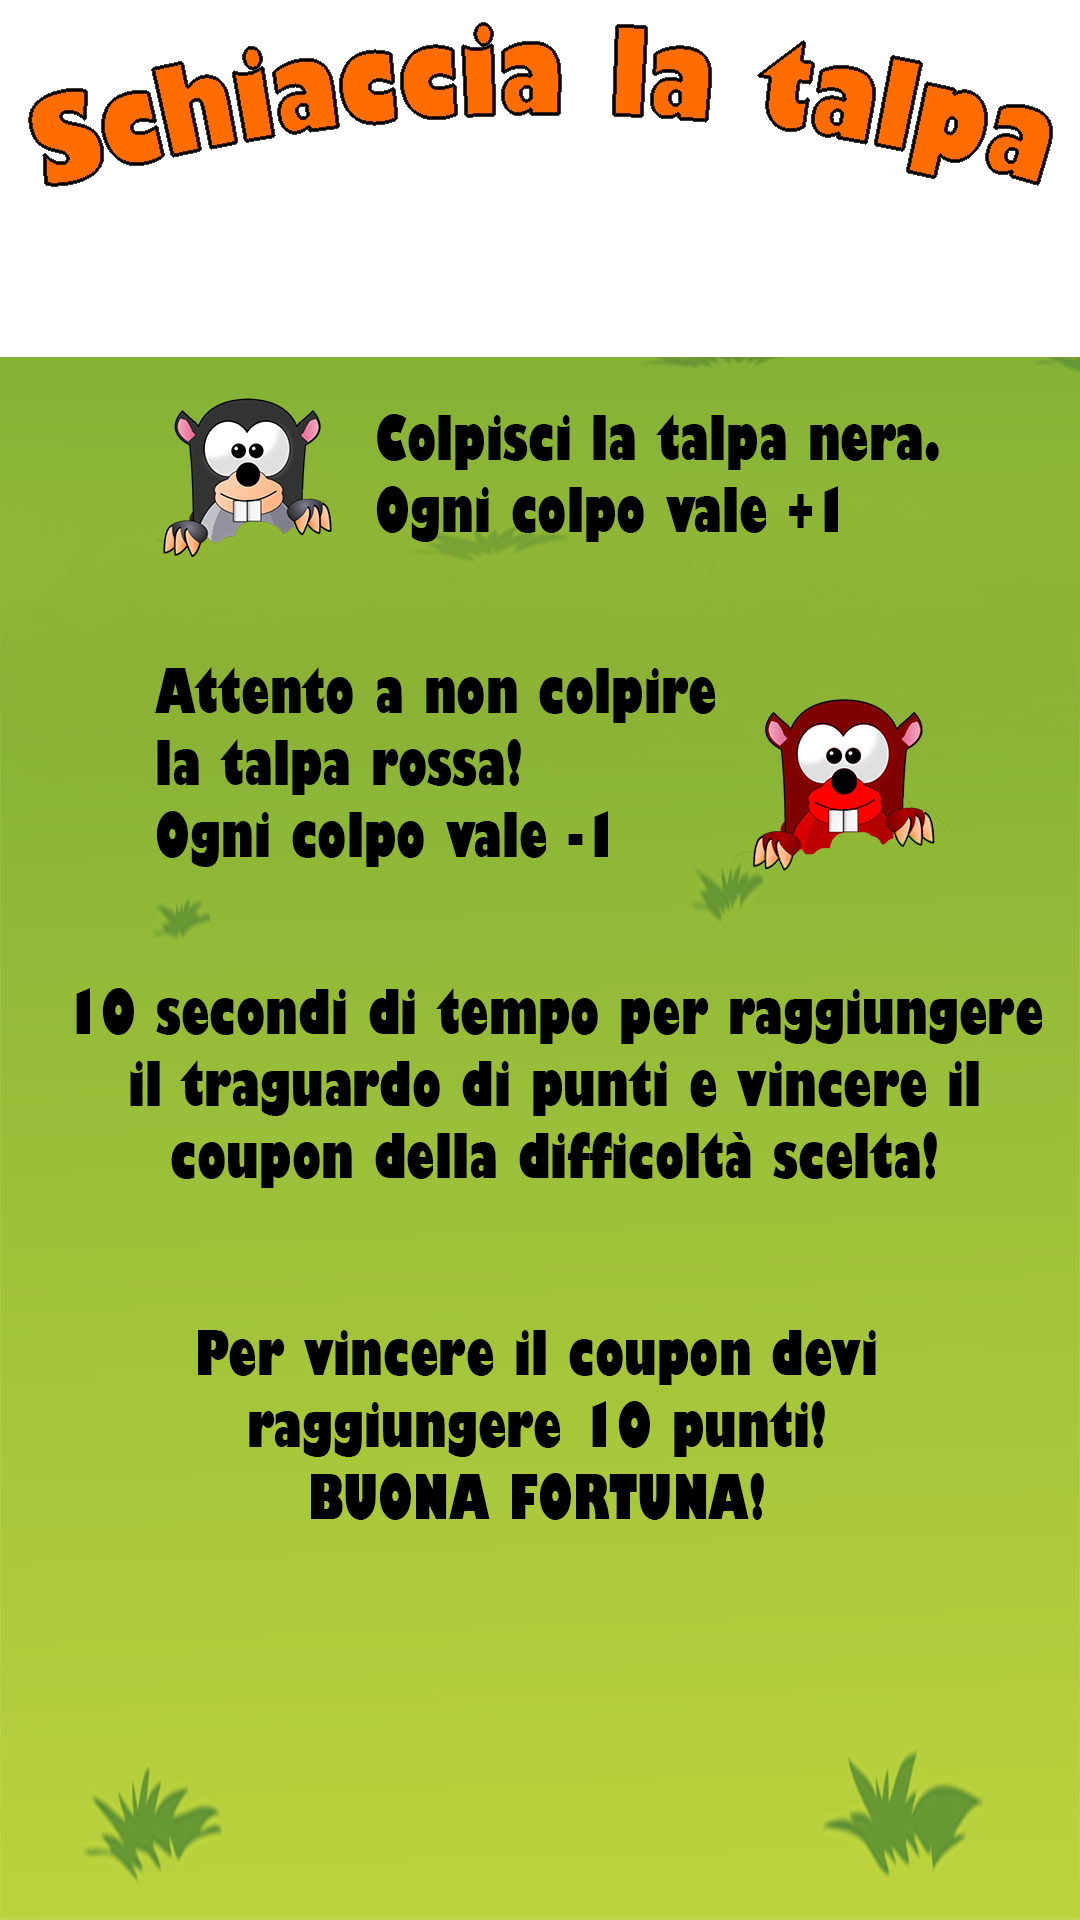 Schiaccia la talpa
Colpisci la talpa nera.
Ogni colpo vale +1
Attento a non colpire
la talpa rossa!
Ogni colpo vale -1
10 secondi di tempo per raggiungere
il traguardo di punti e vincere il
coupon della difficoltà scelta!
Per vincere il coupon devi
raggiungere 10 punti!
BUONA FORTUNA!